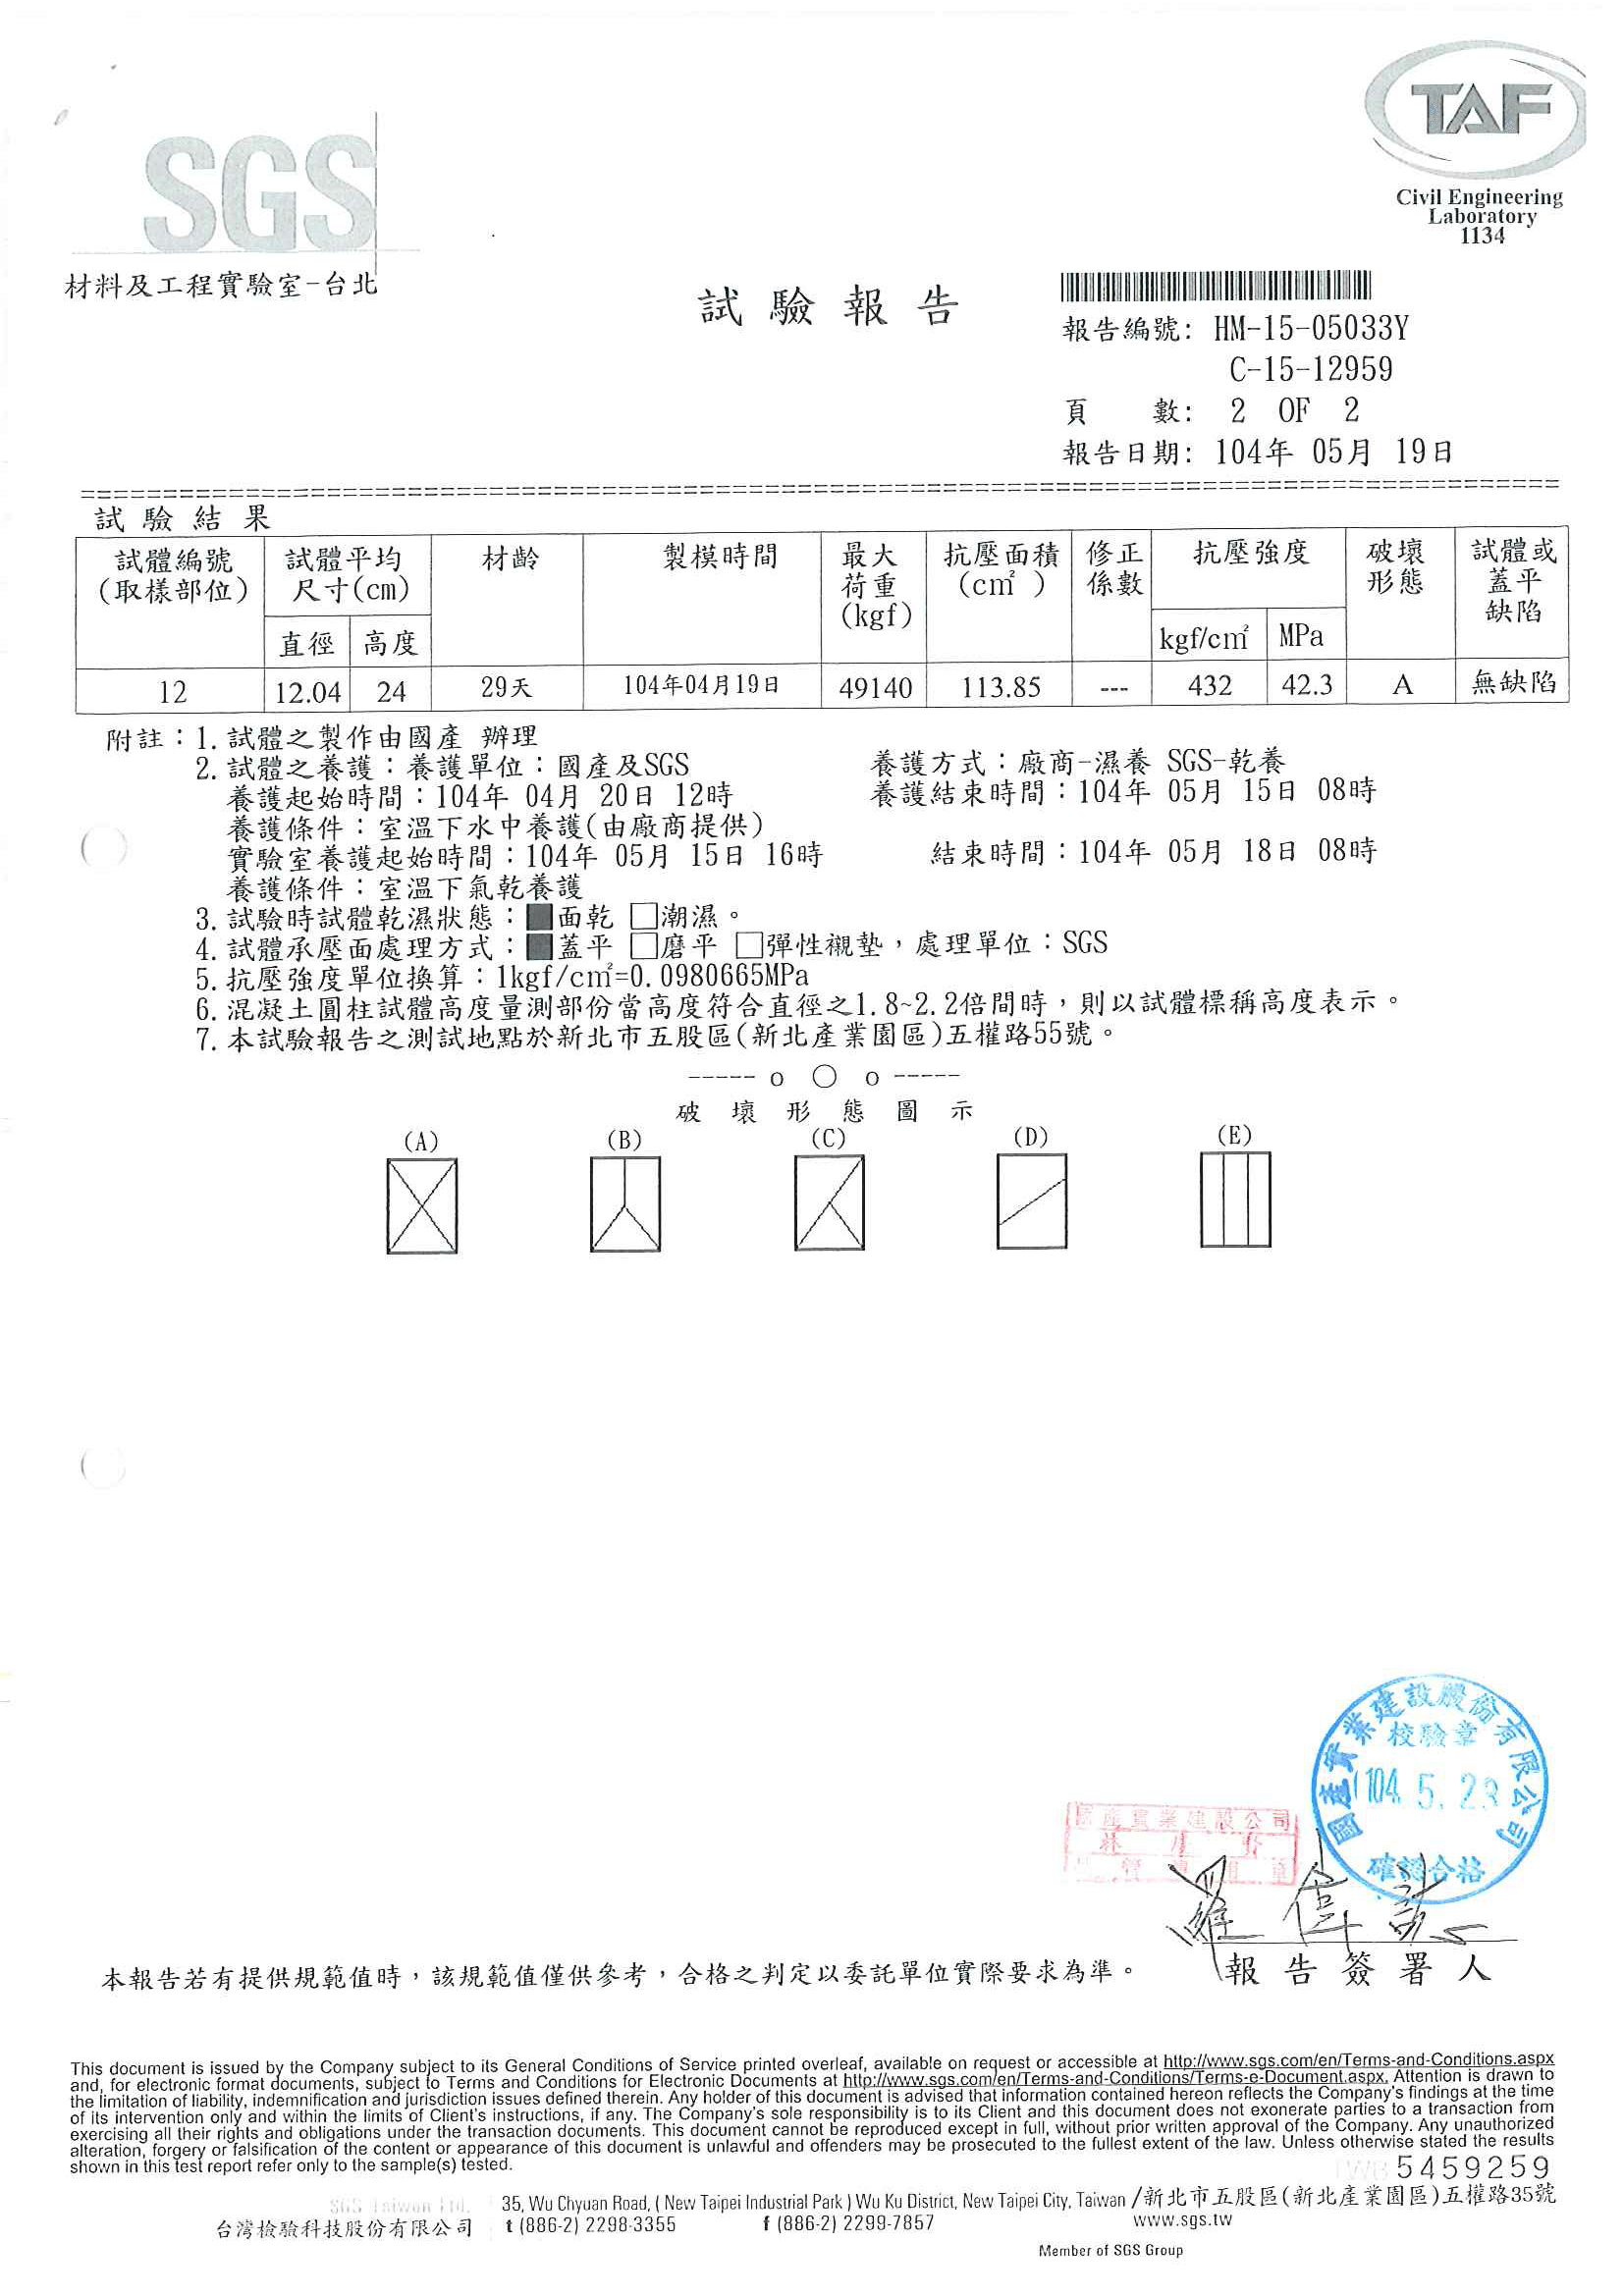 TAF
Civil Engineering
Laboratory
1134
SGS
材料及工程實驗室-台北
試驗報告
報告編號: HM-15-05033Y
C-15-12959
頁 數: 2 OF 2
報告日期: 104年 05月 19日
試驗結果
試體編號 (取樣部位) 試體平均 尺寸(cm) 材齡 製模時間 最大 荷重 (kgf) 抗壓面積 (cm²) 修正 係數 抗壓強度 破壞 形態 試體或 蓋平 缺陷
直徑 高度 kgf/cm² MPa
12 12.04 24 29天 104年04月19日 49140 113.85 --- 432 42.3 A 無缺陷
附註：1. 試體之製作由國產 辦理
2. 試體之養護：養護單位：國產及SGS 養護方式：廠商-濕養 SGS-乾養
養護起始時間：104年 04月 20日 12時 養護結束時間：104年 05月 15日 08時
養護條件：室溫下水中養護(由廠商提供)
實驗室養護起始時間：104年 05月 15日 16時 結束時間：104年 05月 18日 08時
養護條件：室溫下氣乾養護
3. 試驗時試體乾濕狀態：■面乾 □潮濕。
4. 試體承壓面處理方式：■蓋平 □磨平 □彈性襯墊，處理單位：SGS
5. 抗壓強度單位換算：1kgf/cm²=0.0980665MPa
6. 混凝土圓柱試體高度量測部份當高度符合直徑之1.8~2.2倍間時，則以試體標稱高度表示。
7. 本試驗報告之測試地點於新北市五股區(新北產業園區)五權路55號。
----- o ○ o -----
破壞形態圖示
(A) (B) (C) (D) (E)
國產實業建設股份有限公司
校驗章
104. 5. 23
確認合格
國產實業建設公司
本報告若有提供規範值時，該規範值僅供參考，合格之判定以委託單位實際要求為準。
報告簽署人
This document is issued by the Company subject to its General Conditions of Service printed overleaf, available on request or accessible at http://www.sgs.com/en/Terms-and-Conditions.aspx
and, for electronic format documents, subject to Terms and Conditions for Electronic Documents at http://www.sgs.com/en/Terms-and-Conditions/Terms-e-Document.aspx. Attention is drawn to
the limitation of liability, indemnification and jurisdiction issues defined therein. Any holder of this document is advised that information contained hereon reflects the Company's findings at the time
of its intervention only and within the limits of Client's instructions, if any. The Company's sole responsibility is to its Client and this document does not exonerate parties to a transaction from
exercising all their rights and obligations under the transaction documents. This document cannot be reproduced except in full, without prior written approval of the Company. Any unauthorized
alteration, forgery or falsification of the content or appearance of this document is unlawful and offenders may be prosecuted to the fullest extent of the law. Unless otherwise stated the results
shown in this test report refer only to the sample(s) tested.
5459259
SGS Taiwan Ltd. 35, Wu Chyuan Road, ( New Taipei Industrial Park ) Wu Ku District, New Taipei City, Taiwan /新北市五股區(新北產業園區)五權路35號
台灣檢驗科技股份有限公司 t (886-2) 2298-3355 f (886-2) 2299-7857 www.sgs.tw
Member of SGS Group